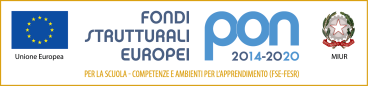 FONDI
STRUTTURALI
EUROPEI
pon
2014-2020
Unione Europea
MIUR
PER LA SCUOLA - COMPETENZE E AMBIENTI PER L'APPRENDIMENTO (FSE-FESR)